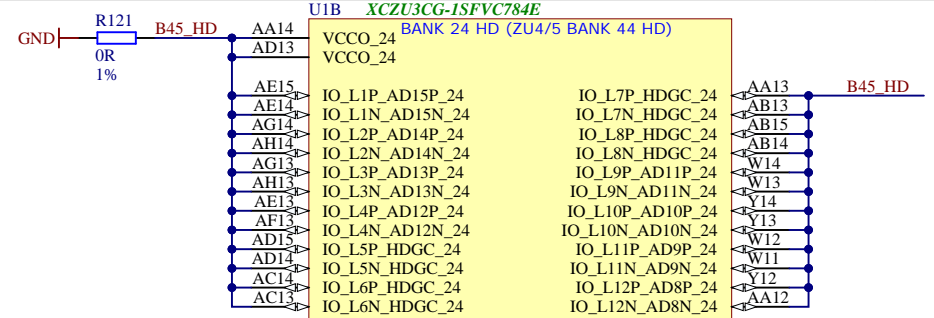 U1B XCZU3CG-1SFVC784E
R121
GND B45_HD AA14 VCCO_24 BANK 24 HD (ZU4/5 BANK 44 HD)
0R AD13 VCCO_24
1%
AE15 IO_L1P_AD15P_24 IO_L7P_HDGC_24 AA13 B45_HD
AE14 IO_L1N_AD15N_24 IO_L7N_HDGC_24 AB13
AG14 IO_L2P_AD14P_24 IO_L8P_HDGC_24 AB15
AH14 IO_L2N_AD14N_24 IO_L8N_HDGC_24 AB14
AG13 IO_L3P_AD13P_24 IO_L9P_AD11P_24 W14
AH13 IO_L3N_AD13N_24 IO_L9N_AD11N_24 W13
AE13 IO_L4P_AD12P_24 IO_L10P_AD10P_24 Y14
AF13 IO_L4N_AD12N_24 IO_L10N_AD10N_24 Y13
AD15 IO_L5P_HDGC_24 IO_L11P_AD9P_24 W12
AD14 IO_L5N_HDGC_24 IO_L11N_AD9N_24 W11
AC14 IO_L6P_HDGC_24 IO_L12P_AD8P_24 Y12
AC13 IO_L6N_HDGC_24 IO_L12N_AD8N_24 AA12